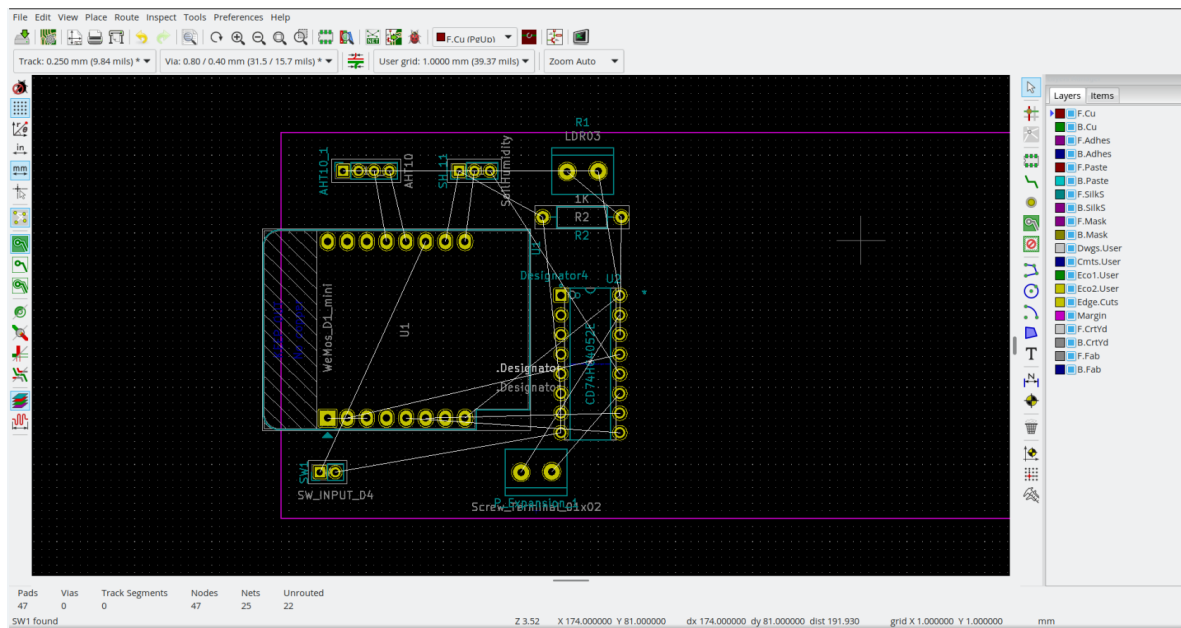 File Edit View Place Route Inspect Tools Preferences Help
F.Cu (PgUp)
Track: 0.250 mm (9.84 mils) * Via: 0.80 / 0.40 mm (31.5 / 15.7 mils) * User grid: 1.0000 mm (39.37 mils) Zoom Auto
in
mm
Layers Items
F.Cu
B.Cu
F.Adhes
B.Adhes
F.Paste
B.Paste
F.SilkS
B.SilkS
F.Mask
B.Mask
Dwgs.User
Cmts.User
Eco1.User
Eco2.User
Edge.Cuts
Margin
F.CrtYd
B.CrtYd
F.Fab
B.Fab
R1
LDR03
AHT10_1
AHT10
SH_11
SoilHumidity
1K
R2
R2
U1
Designator4
U2
*
WeMos_D1_mini
U1
.Designator
.Designator
SW1
SW_INPUT_D4
P_Expansion_1
Screw_Terminal_01x02
Pads Vias Track Segments Nodes Nets Unrouted
47 0 0 47 25 22
SW1 found Z 3.52 X 174.000000 Y 81.000000 dx 174.000000 dy 81.000000 dist 191.930 grid X 1.000000 Y 1.000000 mm